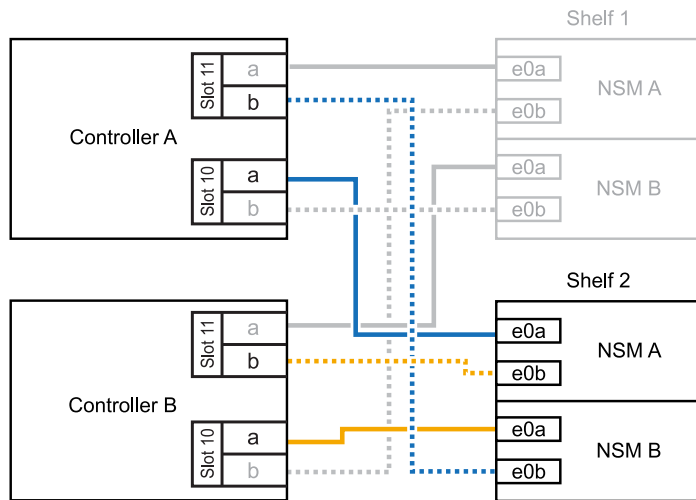 Shelf 1
Controller A
Slot 11
a
b
Slot 10
a
b
e0a
e0b
NSM A
e0a
e0b
NSM B
Shelf 2
Controller B
Slot 11
a
b
Slot 10
a
b
e0a
e0b
NSM A
e0a
e0b
NSM B